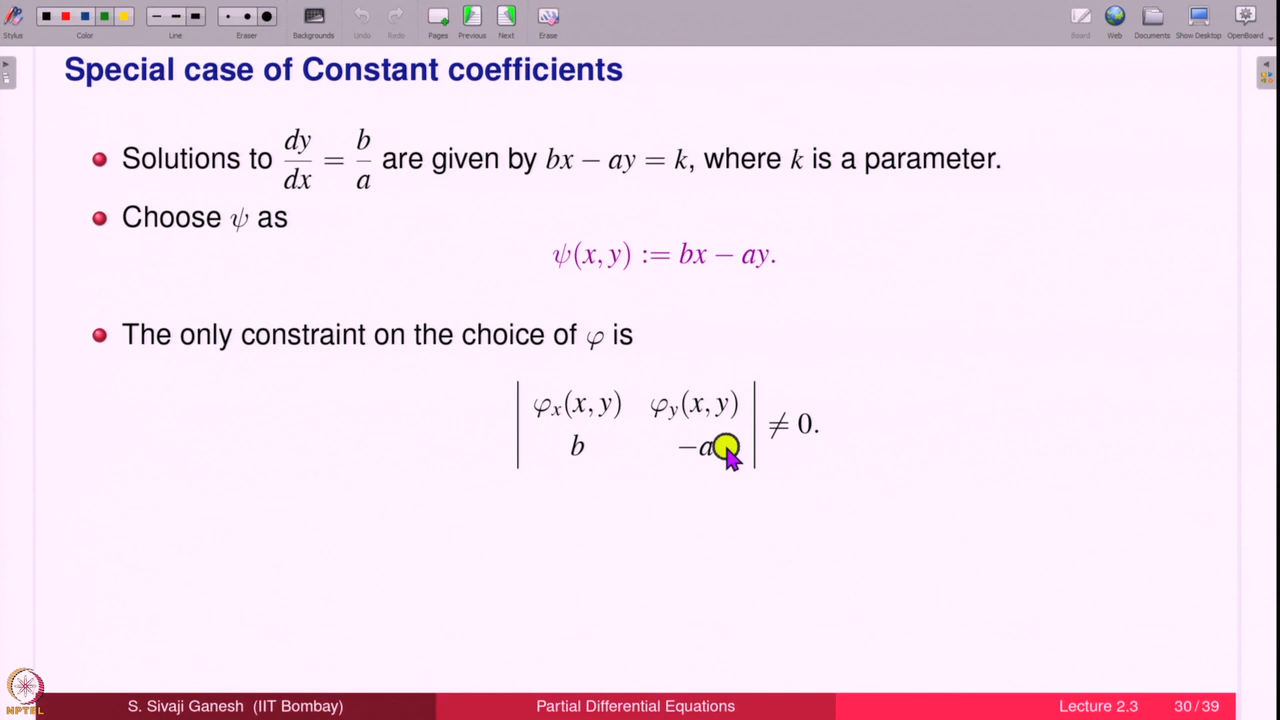 Stylus Color Line Eraser Backgrounds Undo Redo Pages Previous Next Erase Board Web Documents Show Desktop OpenBoard
Special case of Constant coefficients
Solutions to dy/dx = b/a are given by bx − ay = k, where k is a parameter.
Choose ψ as
ψ(x, y) := bx − ay.
The only constraint on the choice of φ is
| φx(x, y) φy(x, y) |
| b −a | ≠ 0.
NPTEL
S. Sivaji Ganesh (IIT Bombay) Partial Differential Equations Lecture 2.3 30 / 39